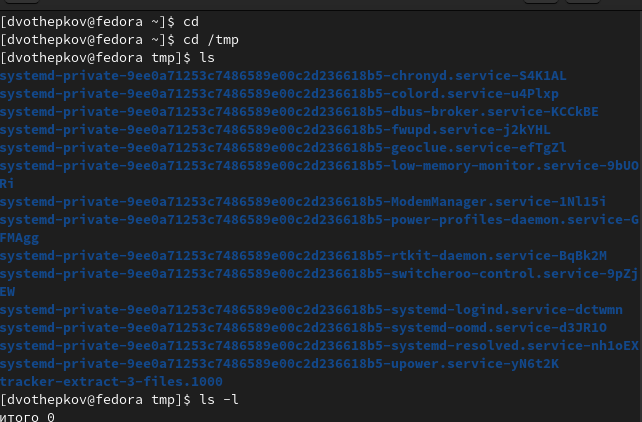 [dvothepkov@fedora ~]$ cd
[dvothepkov@fedora ~]$ cd /tmp
[dvothepkov@fedora tmp]$ ls
systemd-private-9ee0a71253c7486589e00c2d236618b5-chronyd.service-S4K1AL
systemd-private-9ee0a71253c7486589e00c2d236618b5-colord.service-u4Plxp
systemd-private-9ee0a71253c7486589e00c2d236618b5-dbus-broker.service-KCCkBE
systemd-private-9ee0a71253c7486589e00c2d236618b5-fwupd.service-j2kYHL
systemd-private-9ee0a71253c7486589e00c2d236618b5-geoclue.service-efTgZl
systemd-private-9ee0a71253c7486589e00c2d236618b5-low-memory-monitor.service-9bUO
Ri
systemd-private-9ee0a71253c7486589e00c2d236618b5-ModemManager.service-1Nl15i
systemd-private-9ee0a71253c7486589e00c2d236618b5-power-profiles-daemon.service-G
FMAgg
systemd-private-9ee0a71253c7486589e00c2d236618b5-rtkit-daemon.service-BqBk2M
systemd-private-9ee0a71253c7486589e00c2d236618b5-switcheroo-control.service-9pZj
EW
systemd-private-9ee0a71253c7486589e00c2d236618b5-systemd-logind.service-dctwmn
systemd-private-9ee0a71253c7486589e00c2d236618b5-systemd-oomd.service-d3JR1O
systemd-private-9ee0a71253c7486589e00c2d236618b5-systemd-resolved.service-nh1oEX
systemd-private-9ee0a71253c7486589e00c2d236618b5-upower.service-yN6t2K
tracker-extract-3-files.1000
[dvothepkov@fedora tmp]$ ls -l
итого 0